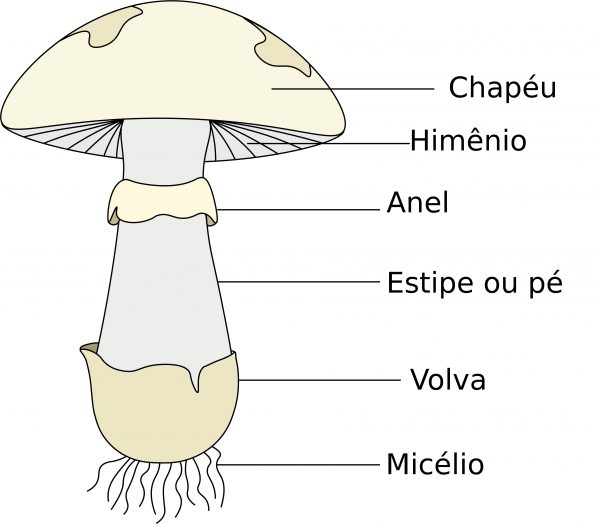 Chapéu
Himênio
Anel
Estipe ou pé
Volva
Micélio